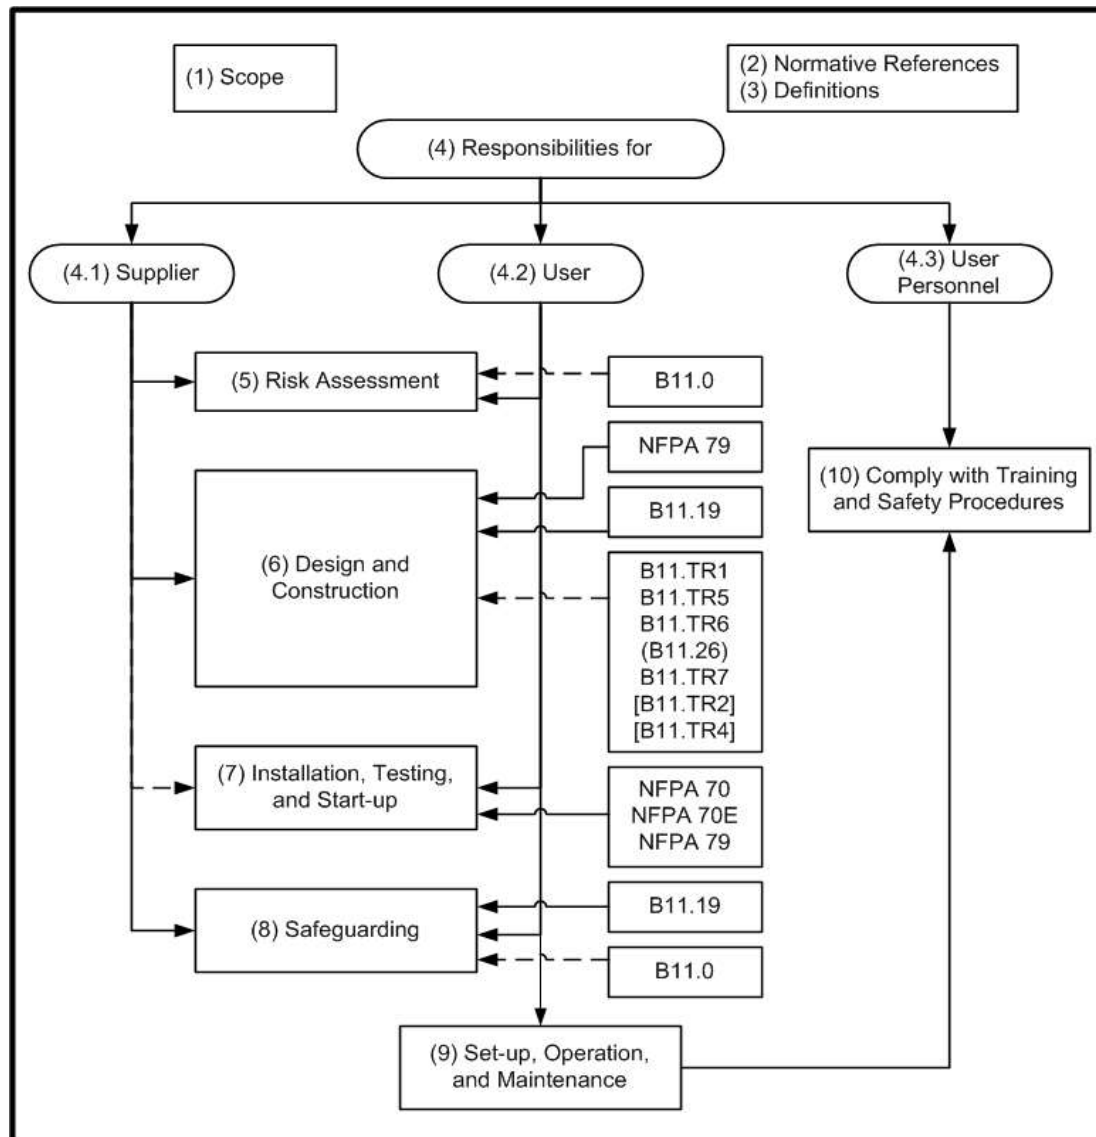 (1) Scope
(2) Normative References
(3) Definitions
(4) Responsibilities for
(4.1) Supplier
(4.2) User
(4.3) User
Personnel
(5) Risk Assessment
B11.0
NFPA 79
(10) Comply with Training
and Safety Procedures
B11.19
(6) Design and
Construction
B11.TR1
B11.TR5
B11.TR6
(B11.26)
B11.TR7
[B11.TR2]
[B11.TR4]
(7) Installation, Testing,
and Start-up
NFPA 70
NFPA 70E
NFPA 79
(8) Safeguarding
B11.19
B11.0
(9) Set-up, Operation,
and Maintenance